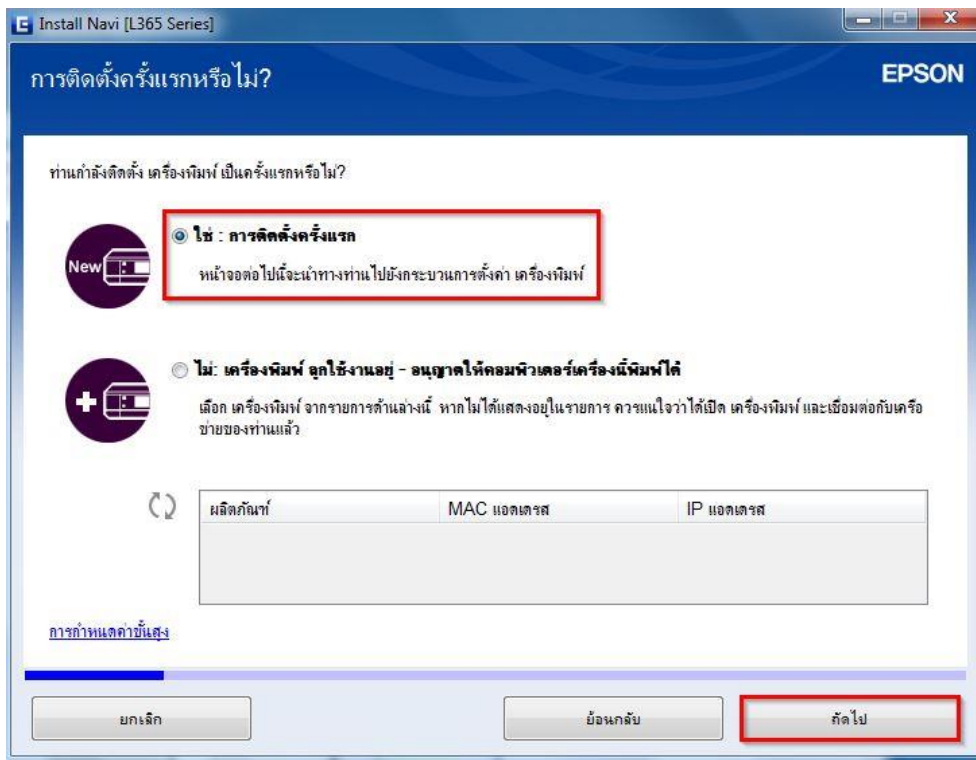 Install Navi [L365 Series]
การติดตั้งครั้งแรกหรือไม่?
EPSON
ท่านกำลังติดตั้ง เครื่องพิมพ์ เป็นครั้งแรกหรือไม่?
New
ใช่ : การติดตั้งครั้งแรก
หน้าจอต่อไปนี้จะนำทางท่านไปยังกระบวนการตั้งค่า เครื่องพิมพ์
ไม่: เครื่องพิมพ์ ถูกใช้งานอยู่ - อนุญาตให้คอมพิวเตอร์เครื่องนี้พิมพ์ได้
เลือก เครื่องพิมพ์ จากรายการด้านล่างนี้ หากไม่ได้แสดงอยู่ในรายการ ควรแน่ใจว่าได้เปิด เครื่องพิมพ์ และเชื่อมต่อกับเครือ
ข่ายของท่านแล้ว
ผลิตภัณฑ์ MAC แอดเดรส IP แอดเดรส
การกำหนดค่าขั้นสูง
ยกเลิก ย้อนกลับ ถัดไป